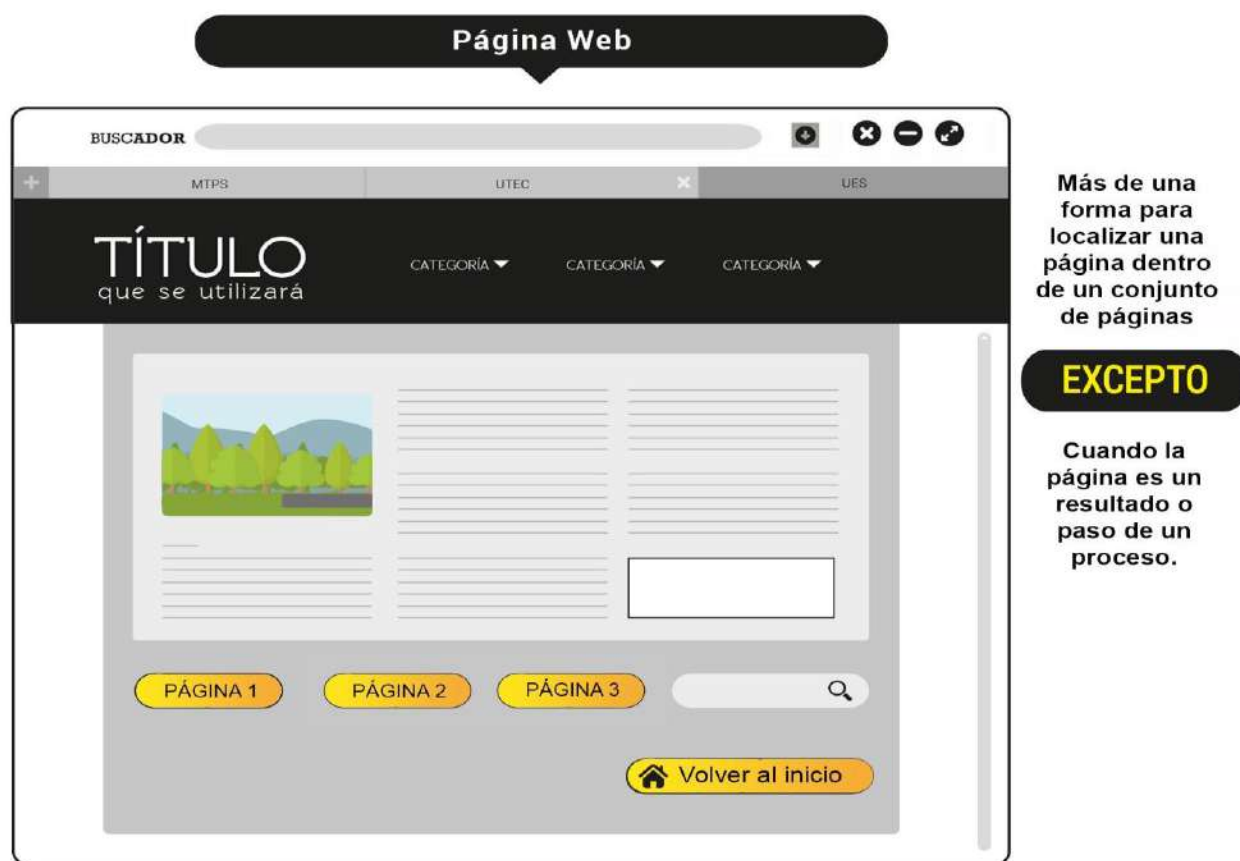 Página Web
BUSCADOR
MTPS
UTEC
UES
TÍTULO
que se utilizará
CATEGORÍA
CATEGORÍA
CATEGORÍA
Más de una
forma para
localizar una
página dentro
de un conjunto
de páginas
EXCEPTO
Cuando la
página es un
resultado o
paso de un
proceso.
PÁGINA 1
PÁGINA 2
PÁGINA 3
Volver al inicio